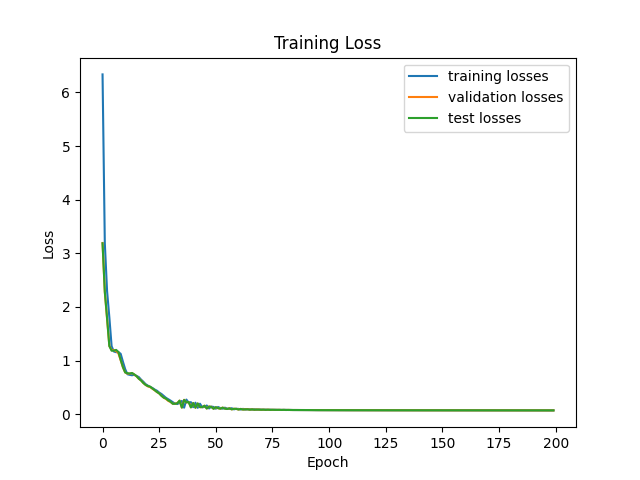 Training Loss
training losses
validation losses
test losses
6
5
4
3
2
1
0
Loss
0 25 50 75 100 125 150 175 200
Epoch